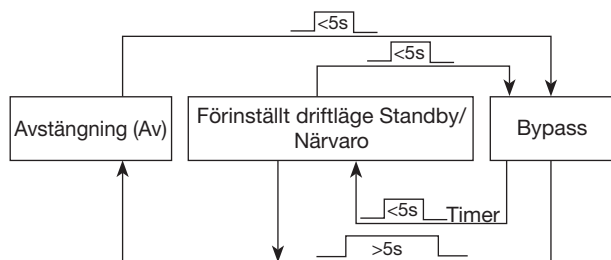 <5s
<5s
Avstängning (Av)
Förinställt driftläge Standby/
Närvaro
Bypass
<5s
Timer
>5s